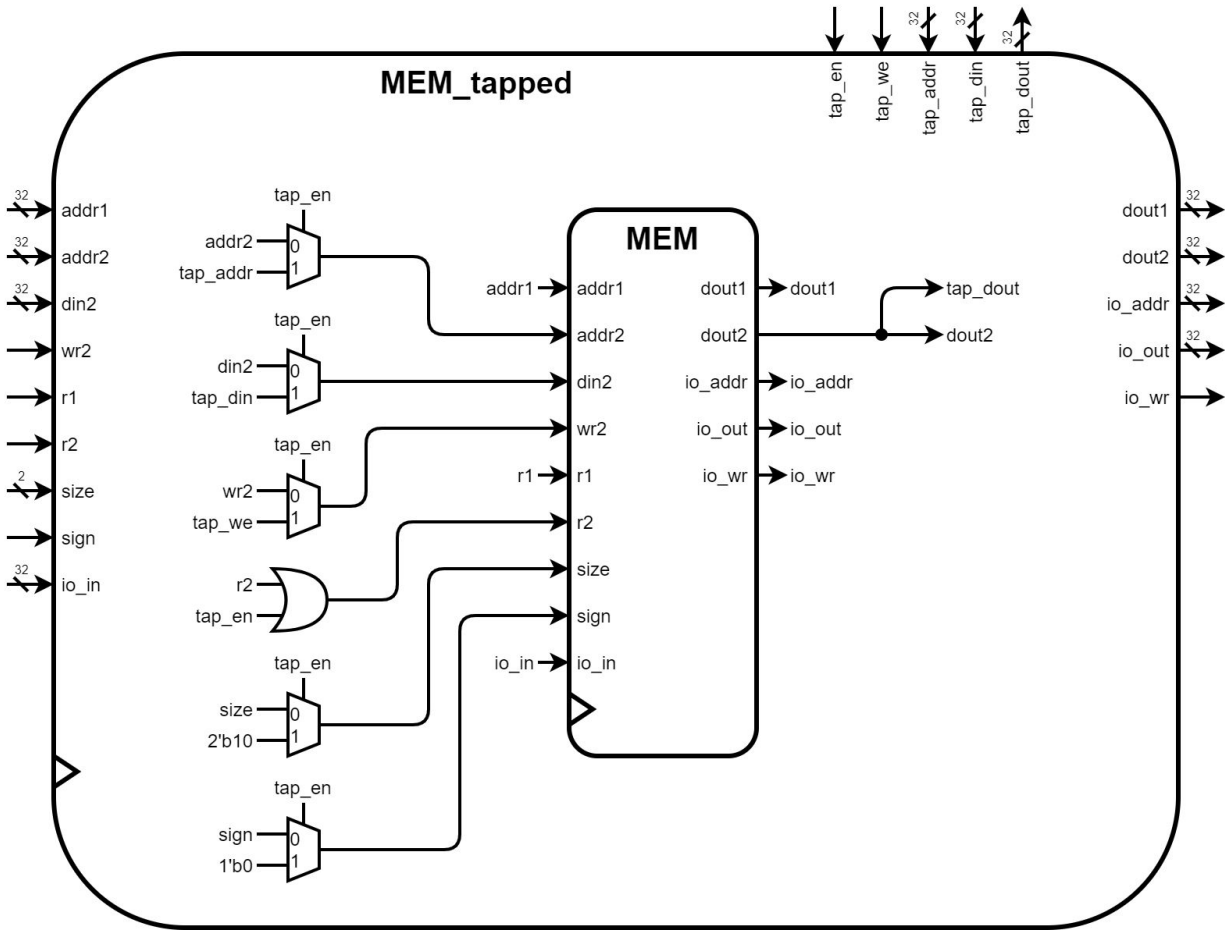 32
32
32
tap_en
tap_we
tap_addr
tap_din
tap_dout
MEM_tapped
32
addr1
32
addr2
32
din2
wr2
r1
r2
2
size
sign
32
io_in
tap_en
addr2
0
tap_addr
1
tap_en
din2
0
tap_din
1
tap_en
wr2
0
tap_we
1
r2
tap_en
tap_en
size
0
2'b10
1
tap_en
sign
0
1'b0
1
MEM
addr1
addr1
addr2
din2
wr2
r1
r1
r2
size
sign
io_in
io_in
dout1
dout1
tap_dout
dout2
dout2
io_addr
io_addr
io_out
io_out
io_wr
io_wr
dout1
32
dout2
32
io_addr
32
io_out
32
io_wr